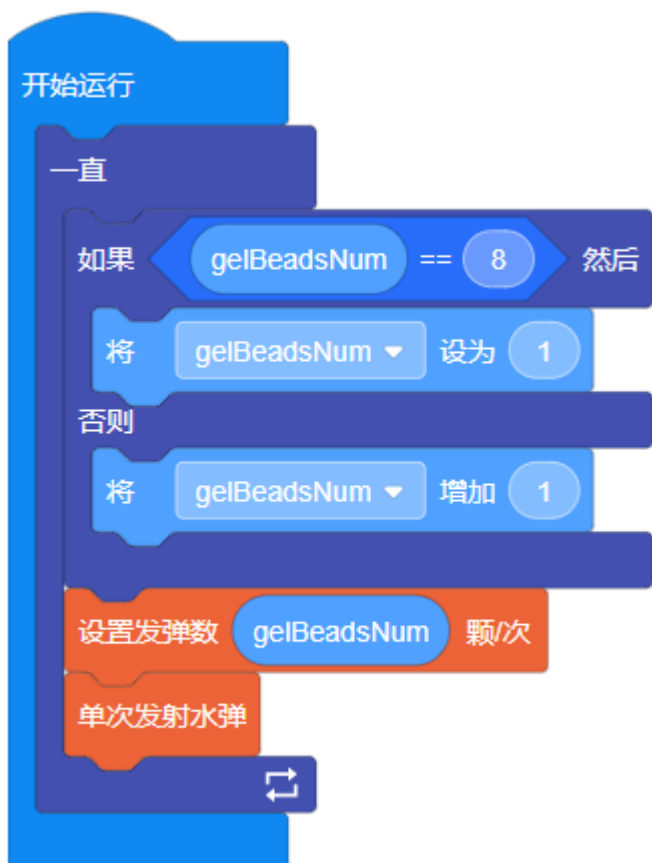 开始运行
一直
如果 gelBeadsNum == 8 然后
将 gelBeadsNum 设为 1
否则
将 gelBeadsNum 增加 1
设置发弹数 gelBeadsNum 颗/次
单次发射水弹